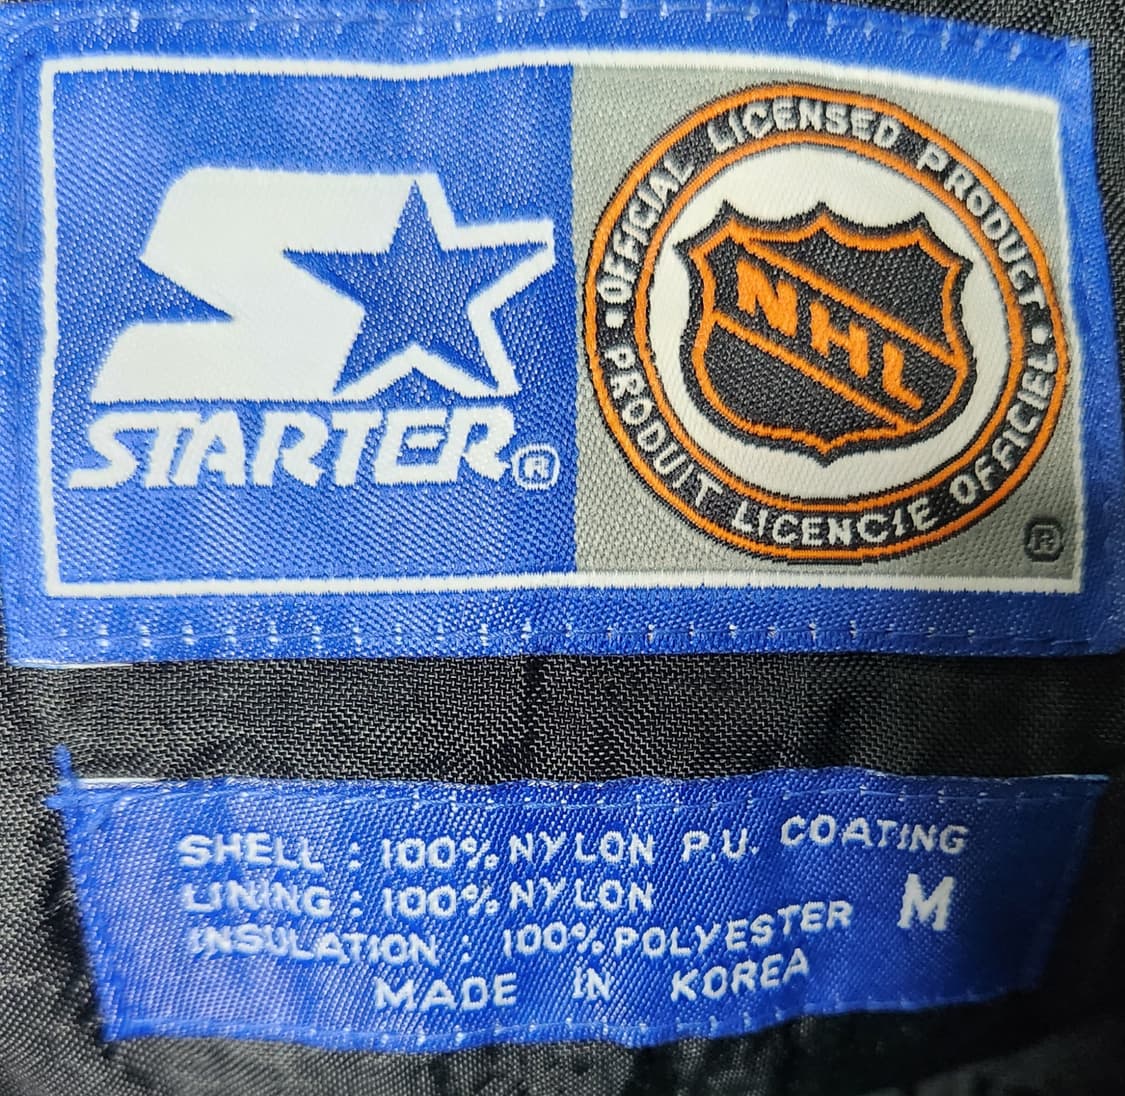 STARTER®
OFFICIAL LICENSED PRODUCT
NHL
PRODUIT LICENCIE OFFICIEL
®
SHELL : 100% NYLON P.U. COATING
LINING : 100% NYLON
M
INSULATION : 100% POLYESTER
MADE IN KOREA